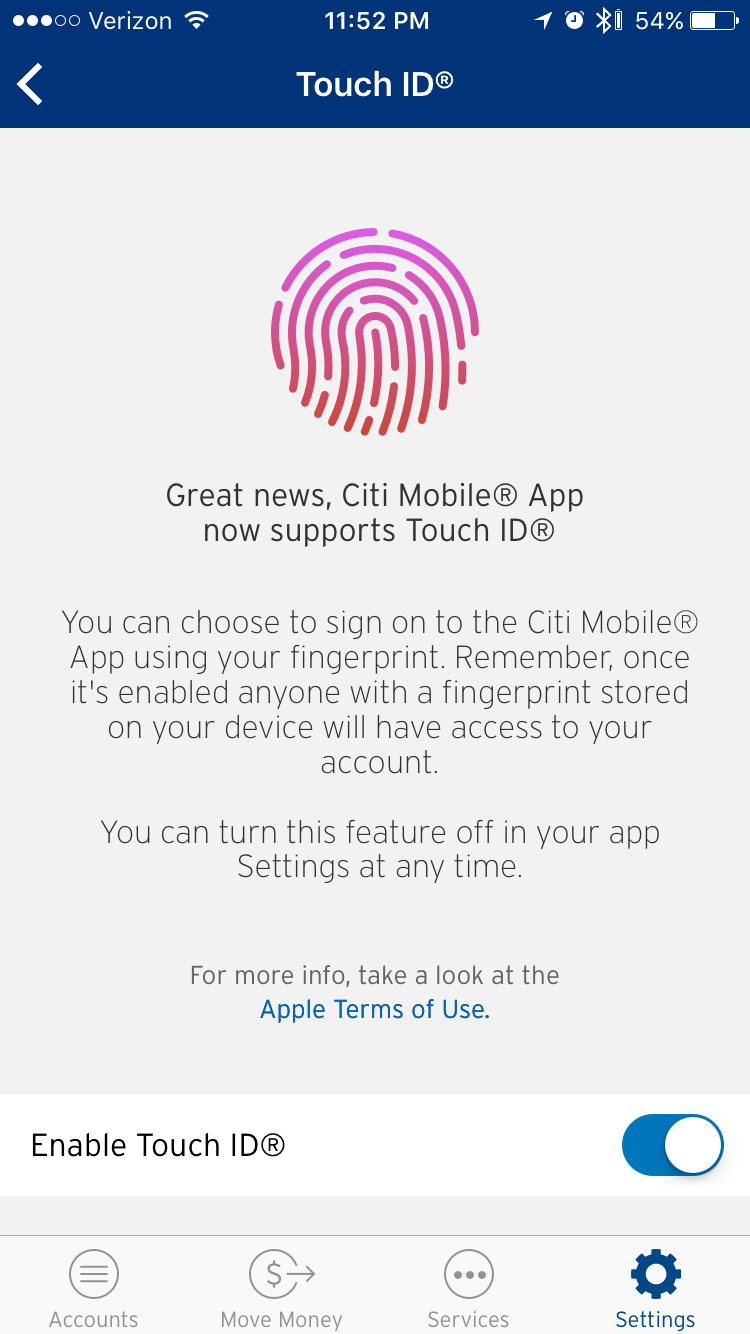 Verizon 11:52 PM 54%
Touch ID®
Great news, Citi Mobile® App
now supports Touch ID®
You can choose to sign on to the Citi Mobile®
App using your fingerprint. Remember, once
it's enabled anyone with a fingerprint stored
on your device will have access to your
account.
You can turn this feature off in your app
Settings at any time.
For more info, take a look at the
Apple Terms of Use.
Enable Touch ID®
$
Accounts Move Money Services Settings